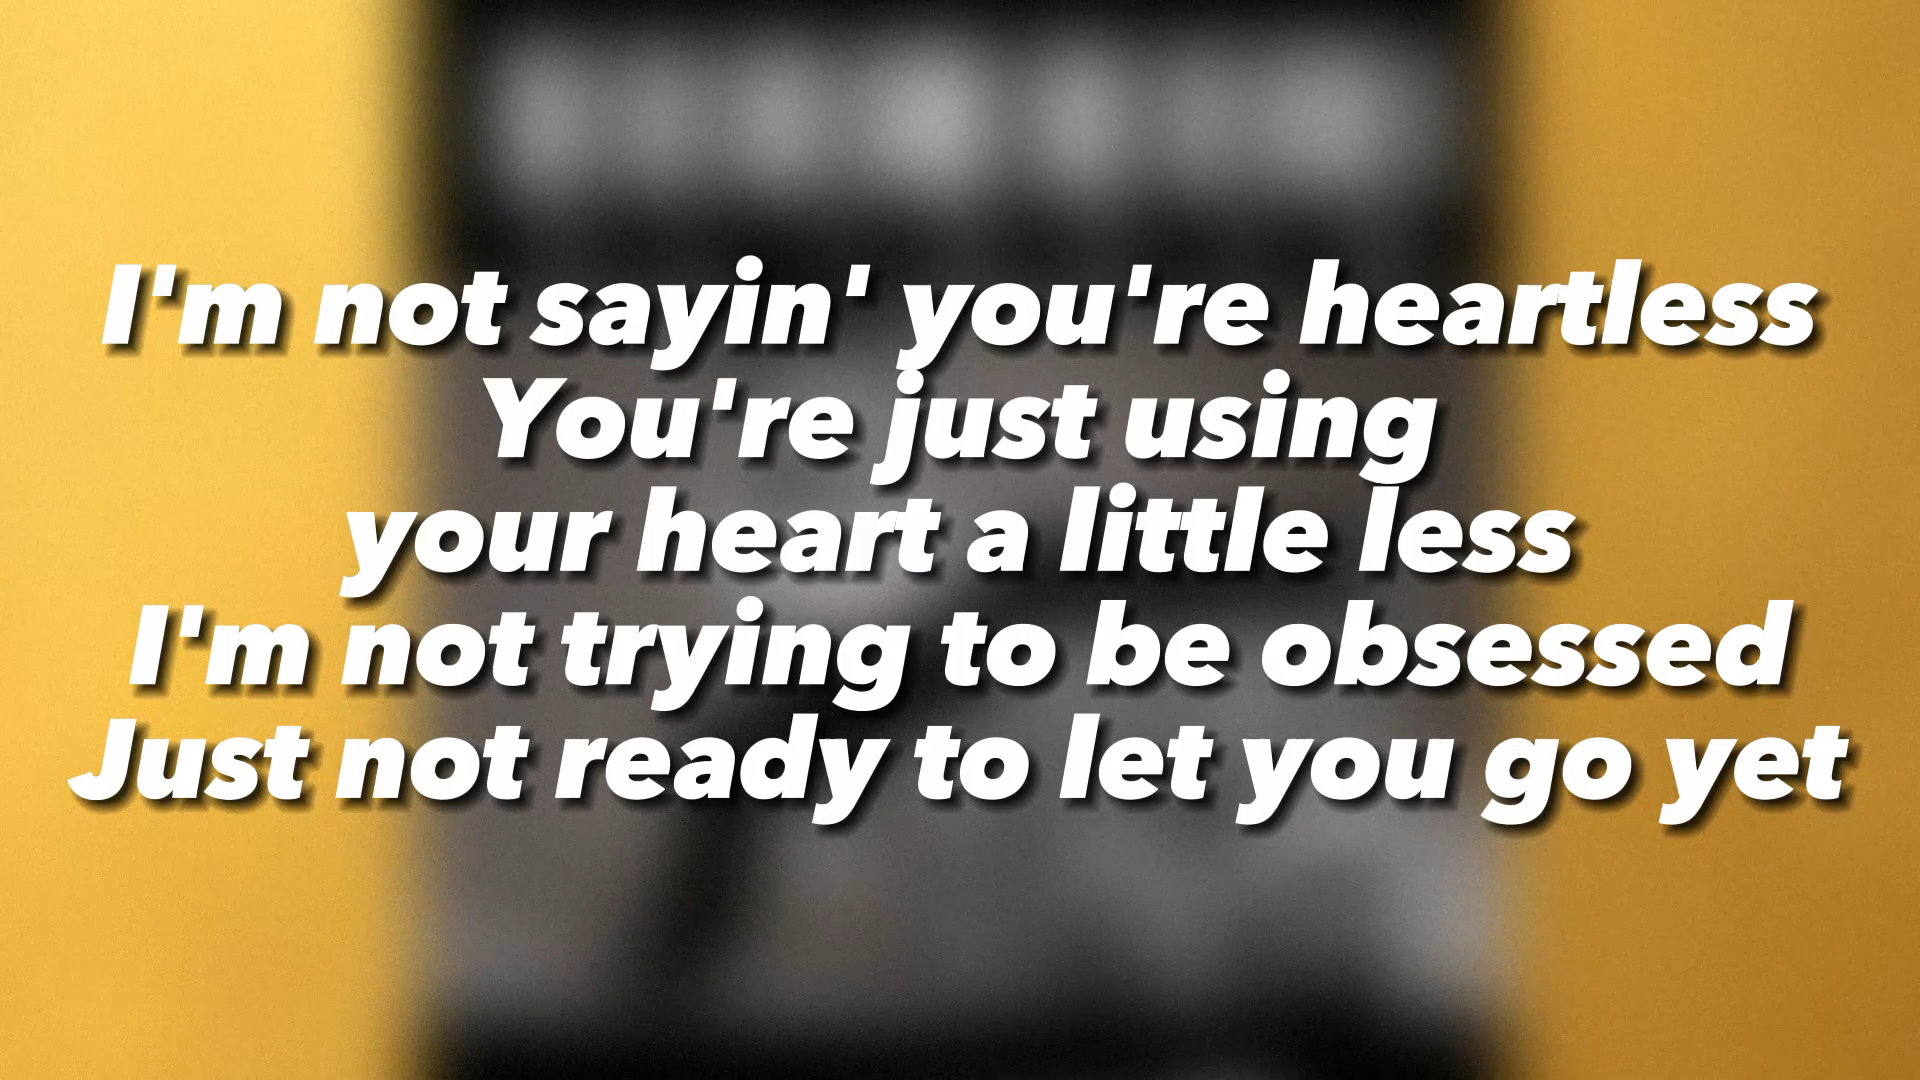 I'm not sayin' you're heartless
You're just using
your heart a little less
I'm not trying to be obsessed
Just not ready to let you go yet